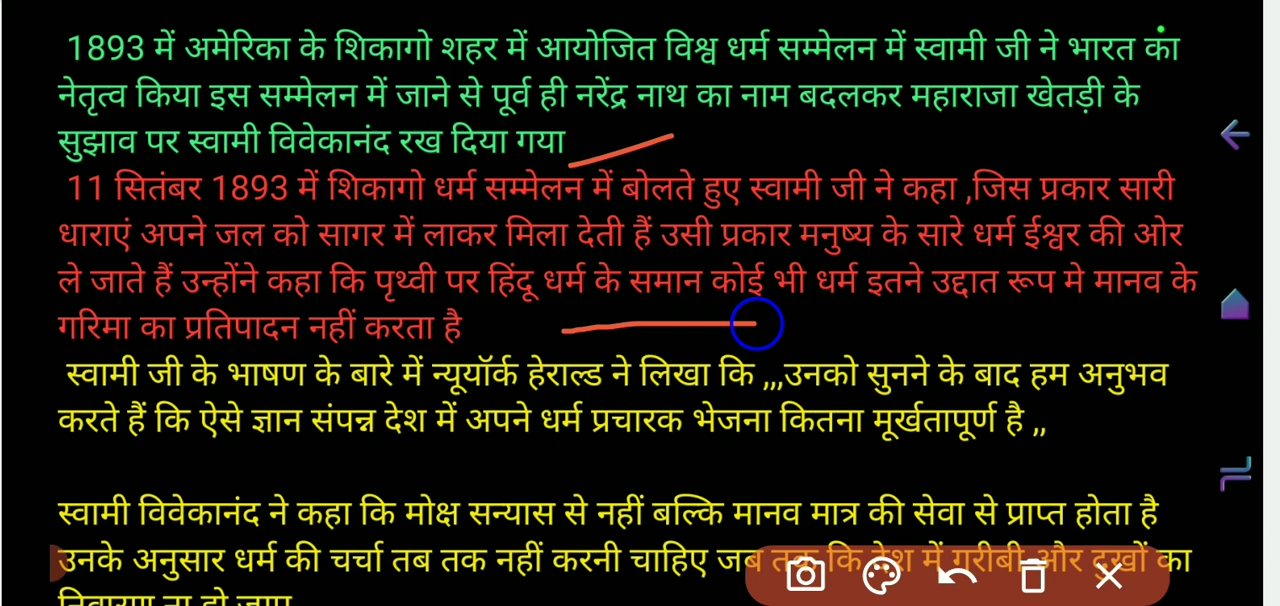 1893 में अमेरिका के शिकागो शहर में आयोजित विश्व धर्म सम्मेलन में स्वामी जी ने भारत का
नेतृत्व किया इस सम्मेलन में जाने से पूर्व ही नरेंद्र नाथ का नाम बदलकर महाराजा खेतड़ी के
सुझाव पर स्वामी विवेकानंद रख दिया गया
11 सितंबर 1893 में शिकागो धर्म सम्मेलन में बोलते हुए स्वामी जी ने कहा ,जिस प्रकार सारी
धाराएं अपने जल को सागर में लाकर मिला देती हैं उसी प्रकार मनुष्य के सारे धर्म ईश्वर की ओर
ले जाते हैं उन्होंने कहा कि पृथ्वी पर हिंदू धर्म के समान कोई भी धर्म इतने उद्दात रूप मे मानव के
गरिमा का प्रतिपादन नहीं करता है
स्वामी जी के भाषण के बारे में न्यूयॉर्क हेराल्ड ने लिखा कि ,,,उनको सुनने के बाद हम अनुभव
करते हैं कि ऐसे ज्ञान संपन्न देश में अपने धर्म प्रचारक भेजना कितना मूर्खतापूर्ण है ,,
स्वामी विवेकानंद ने कहा कि मोक्ष सन्यास से नहीं बल्कि मानव मात्र की सेवा से प्राप्त होता है
उनके अनुसार धर्म की चर्चा तब तक नहीं करनी चाहिए जब तक कि देश में गरीबी और दुखों का
निवारण ना हो जाए